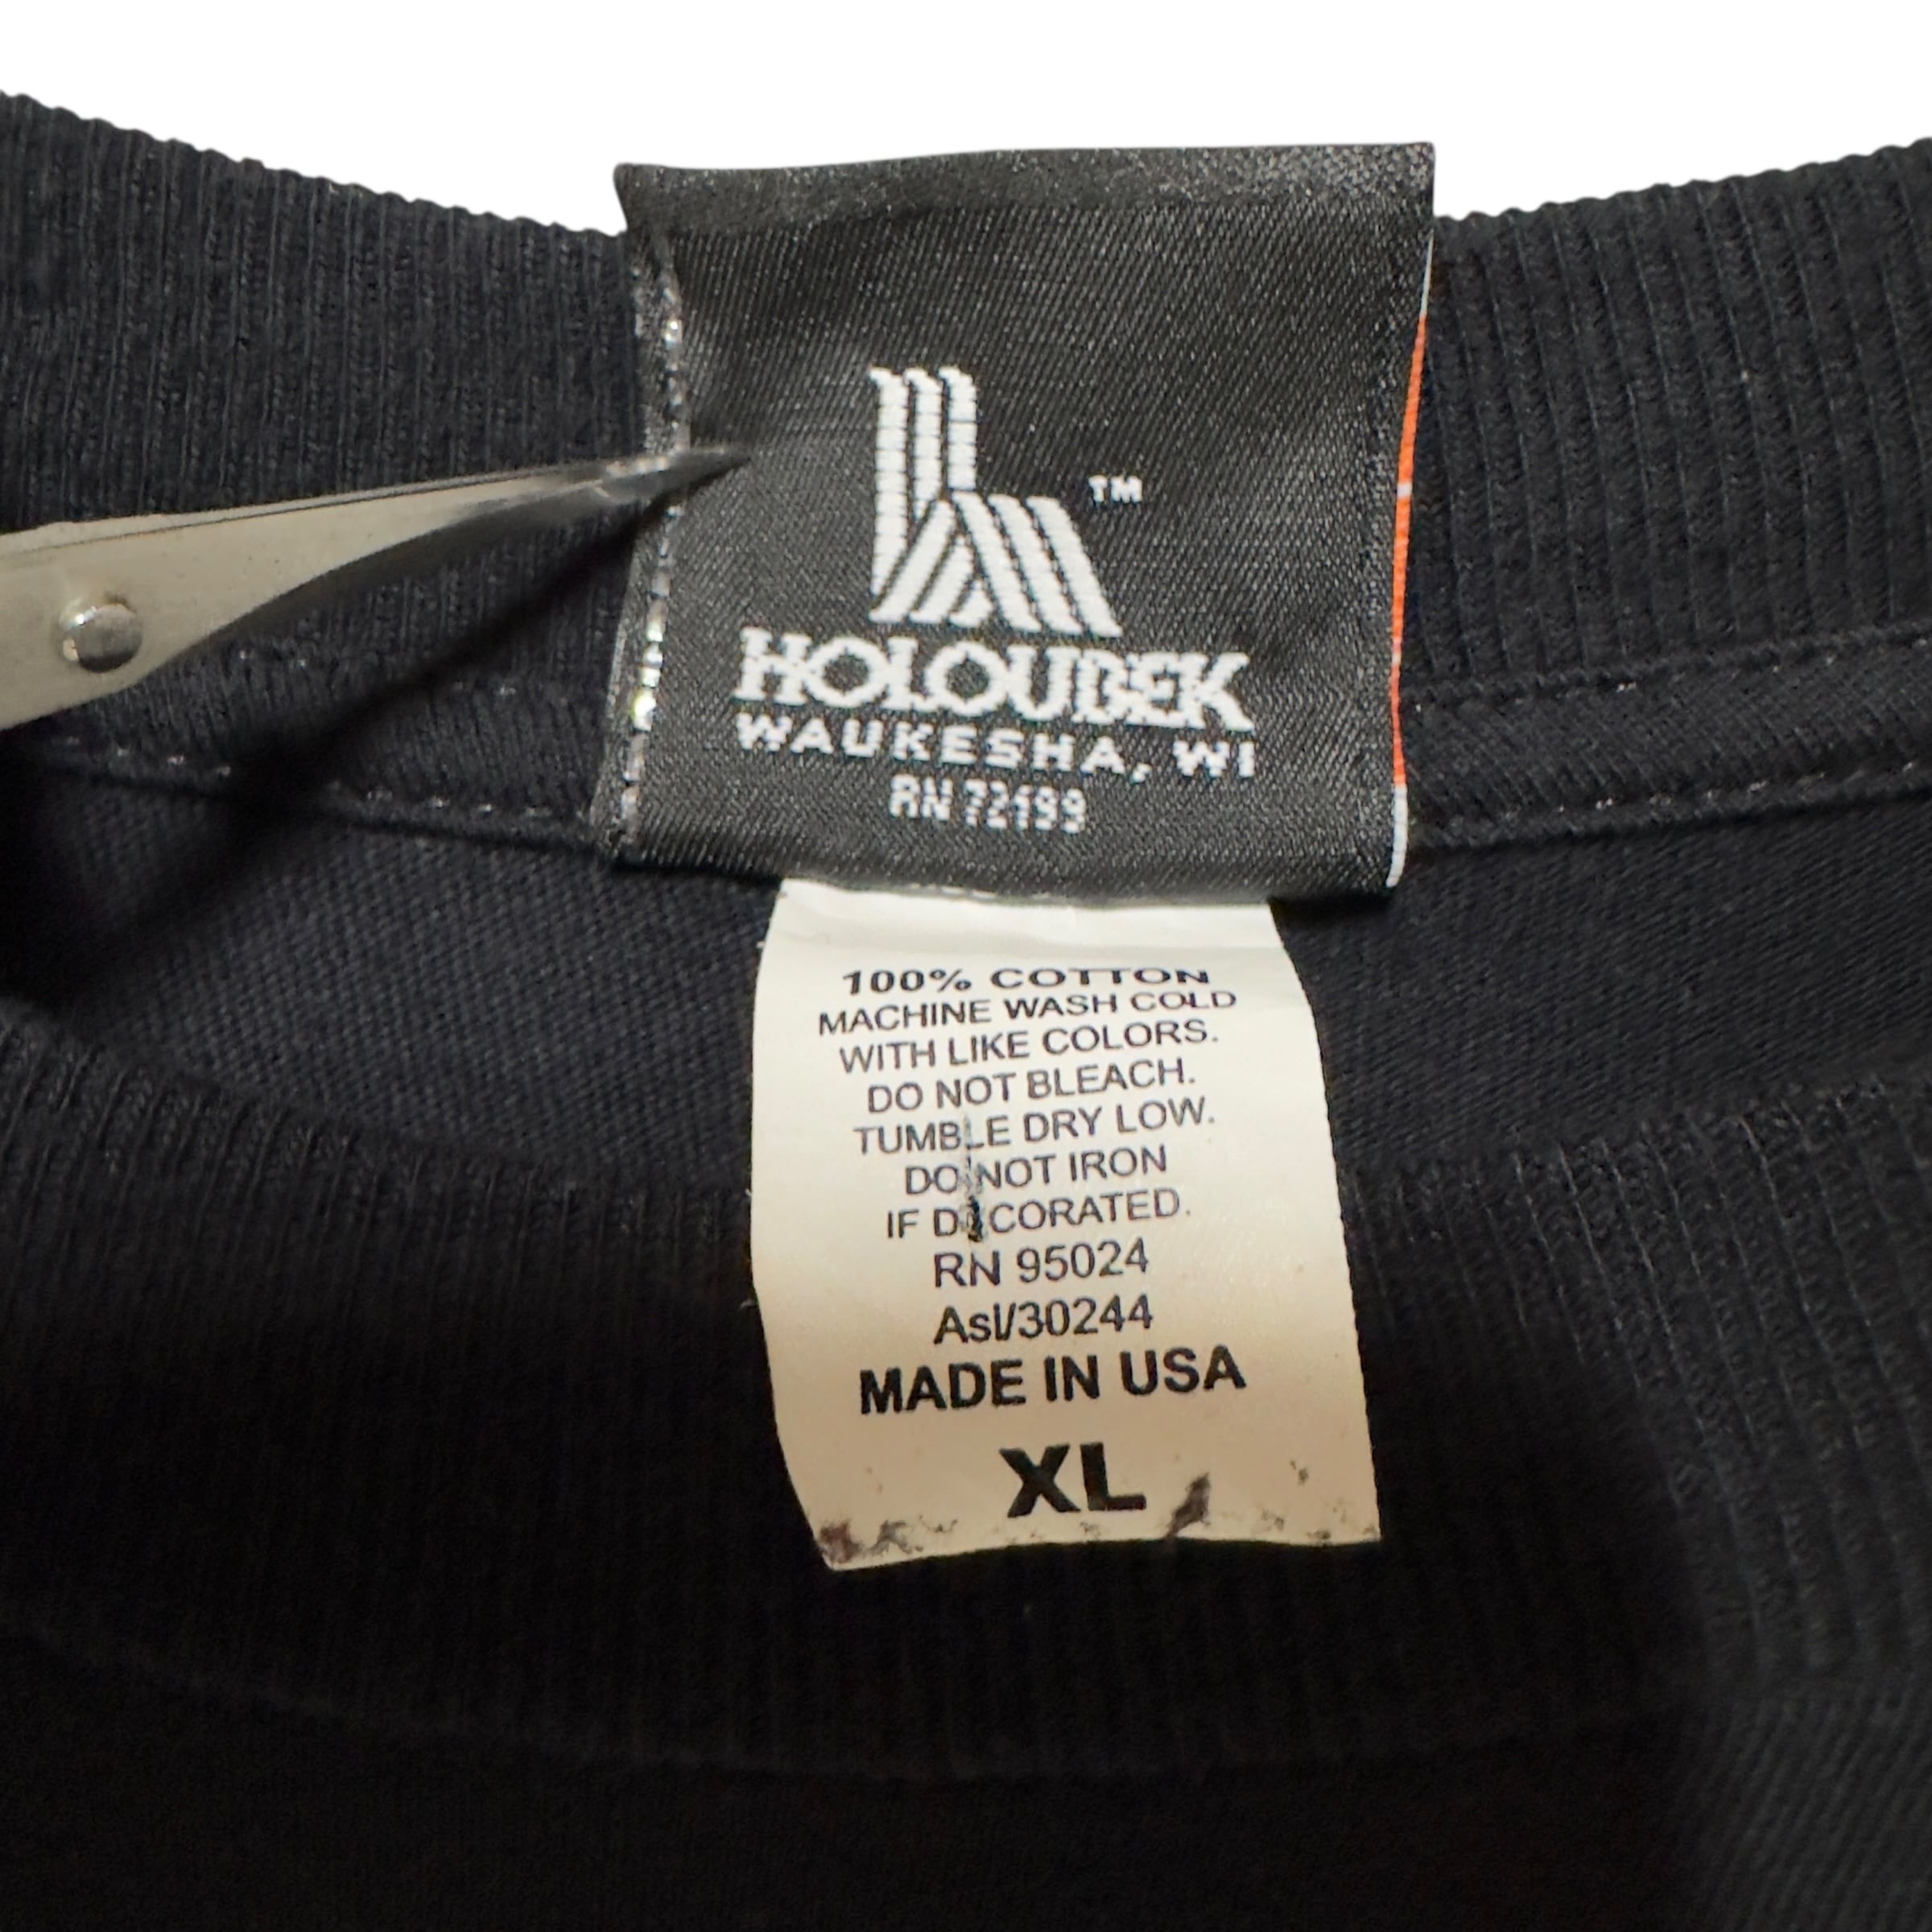 TM
HOLOUDEK
WAUKESHA, WI
RN 72199
100% COTTON
MACHINE WASH COLD
WITH LIKE COLORS.
DO NOT BLEACH.
TUMBLE DRY LOW.
DO NOT IRON
IF DECORATED.
RN 95024
Asl/30244
MADE IN USA
XL